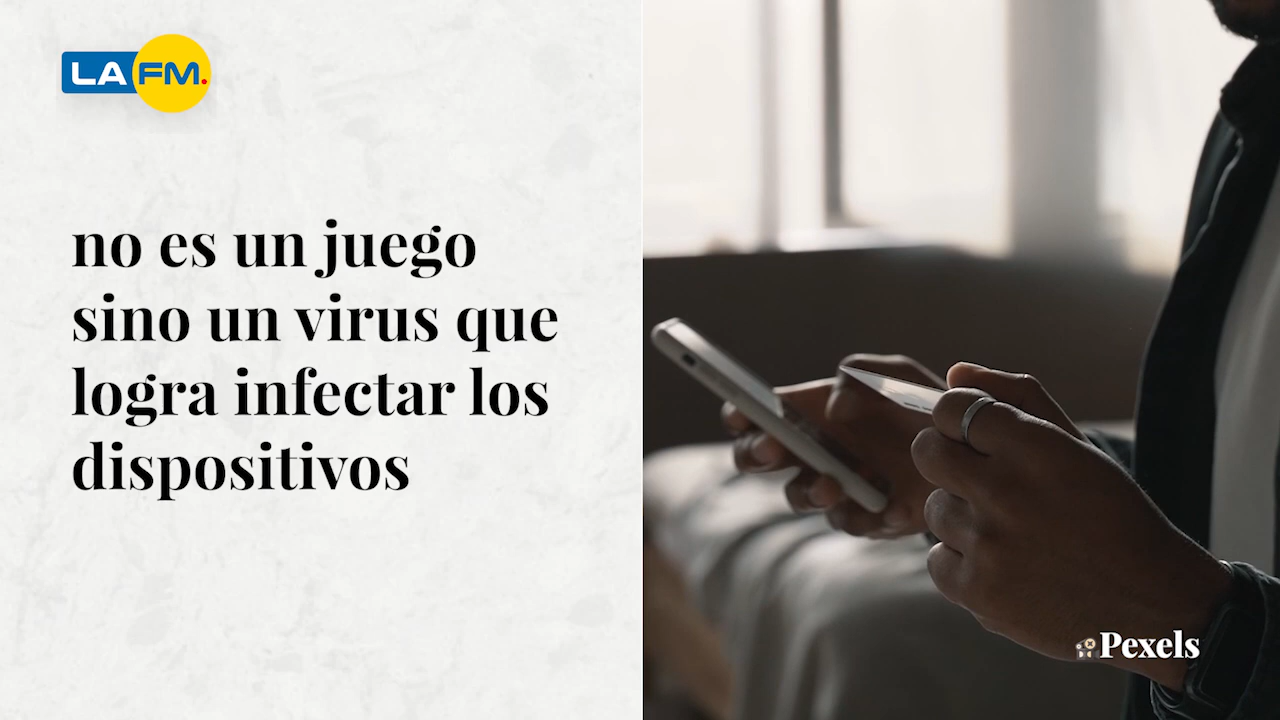 LA FM.
no es un juego
sino un virus que
logra infectar los
dispositivos
Pexels